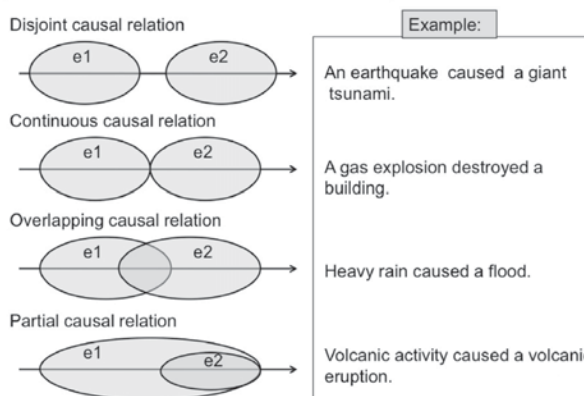 Disjoint causal relation
Example:
e1
e2
An earthquake caused a giant
tsunami.
Continuous causal relation
e1
e2
A gas explosion destroyed a
building.
Overlapping causal relation
e1
e2
Heavy rain caused a flood.
Partial causal relation
e1
e2
Volcanic activity caused a volcanic
eruption.